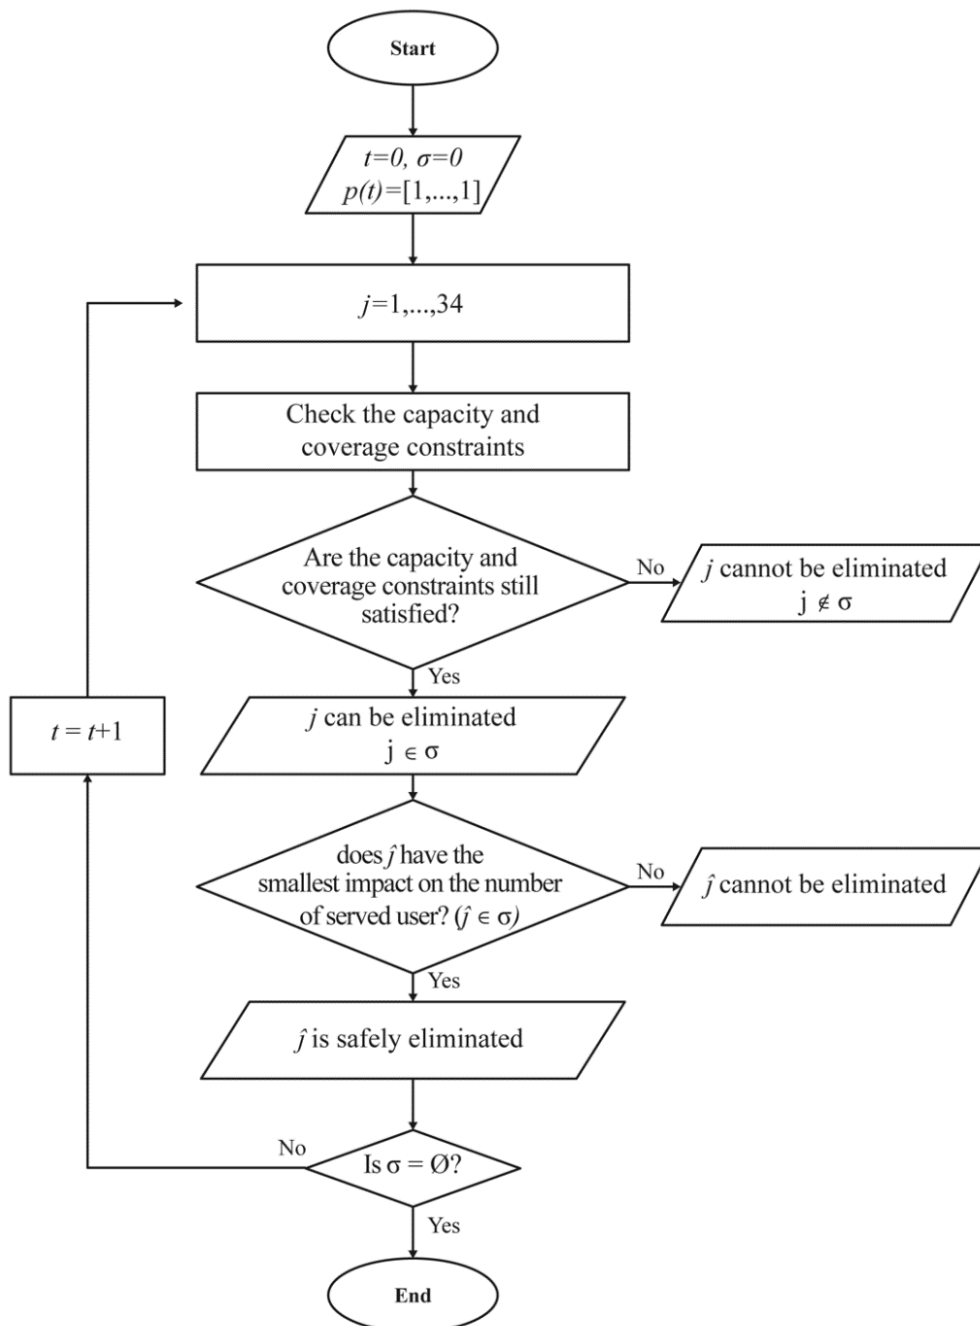 Start
t=0, σ=0
p(t)=[1,...,1]
j=1,...,34
Check the capacity and
coverage constraints
Are the capacity and
coverage constraints still
satisfied?
No
j cannot be eliminated
j ∉ σ
Yes
t = t+1
j can be eliminated
j ∈ σ
does ĵ have the
smallest impact on the number
of served user? (ĵ ∈ σ)
No
ĵ cannot be eliminated
Yes
ĵ is safely eliminated
No
Is σ = Ø?
Yes
End